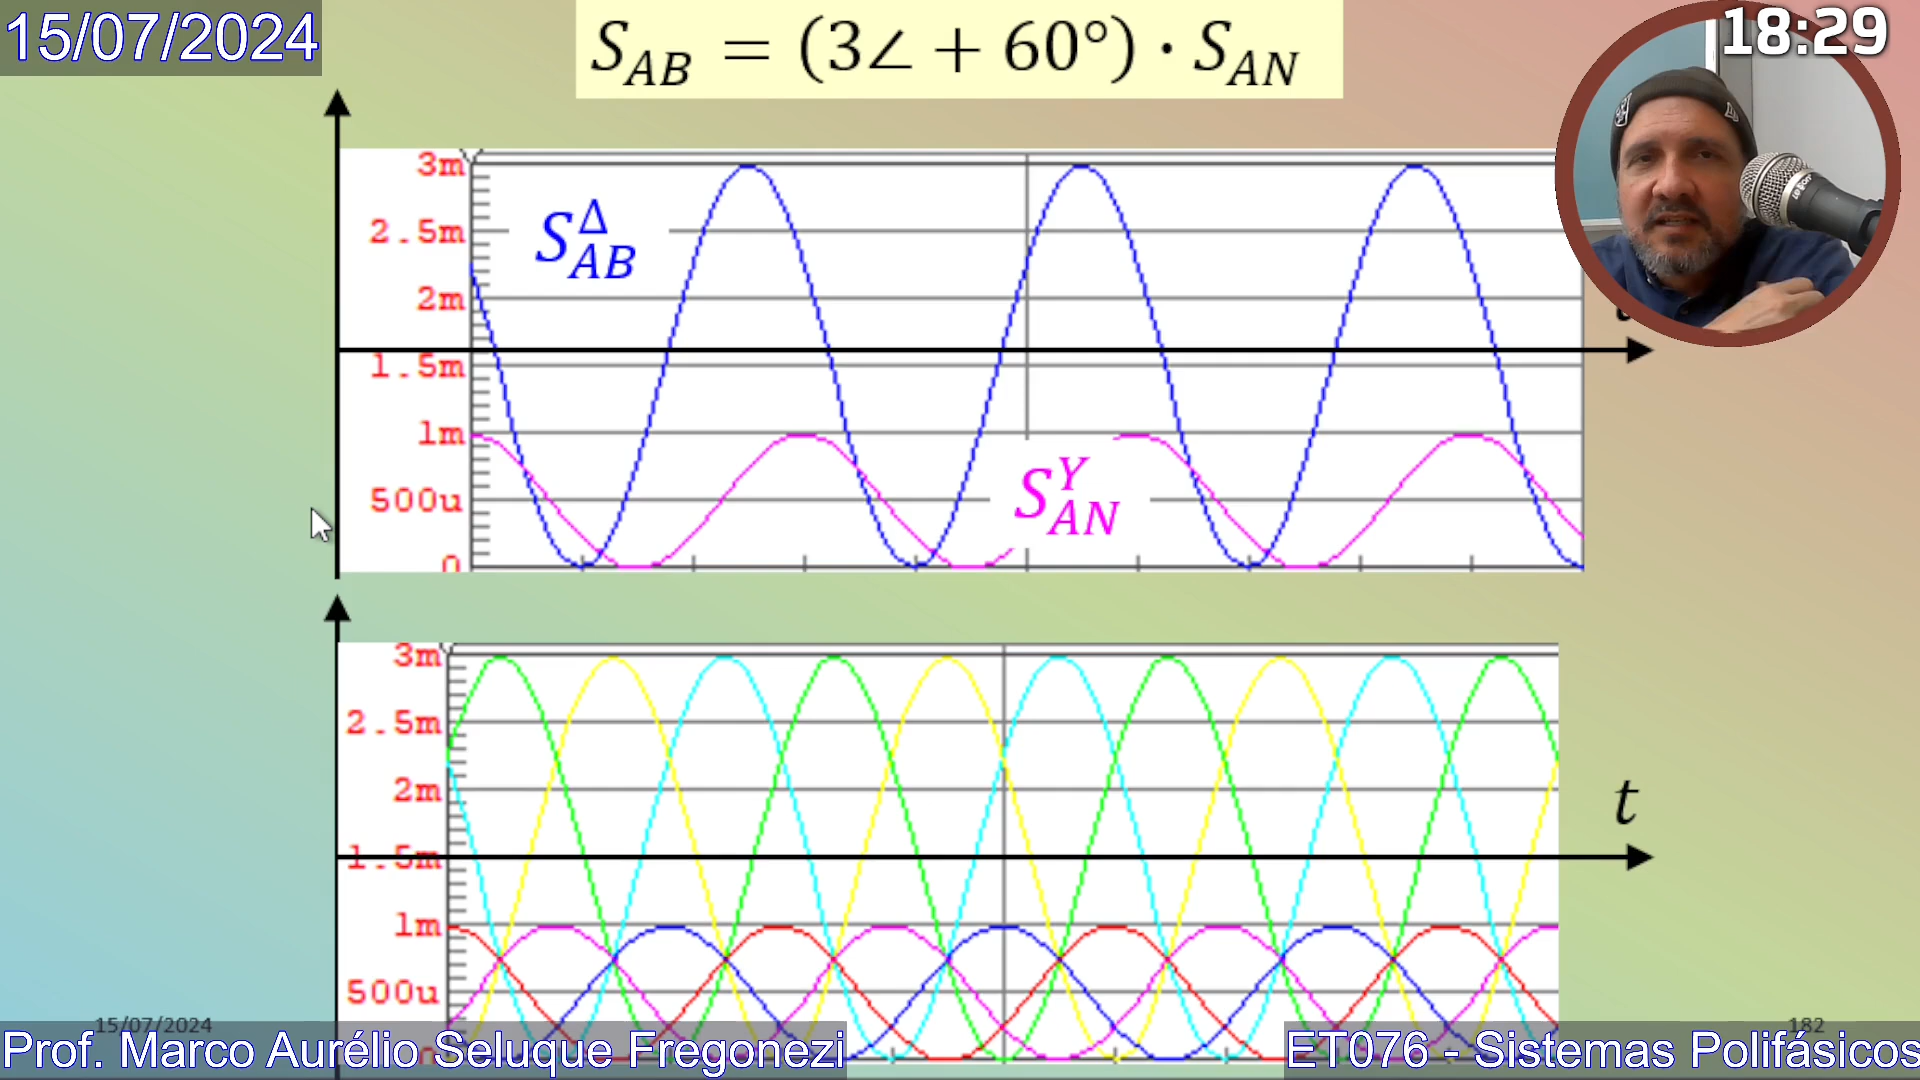 15/07/2024
S_AB = (3∠ + 60°) · S_AN
18:29
3m
2.5m
2m
1.5m
1m
500u
0
S^Δ_AB
S^Y_AN
3m
2.5m
2m
1.5m
1m
500u
0
t
15/07/2024
182
Prof. Marco Aurélio Seluque Fregonezi
ET076 - Sistemas Polifásicos